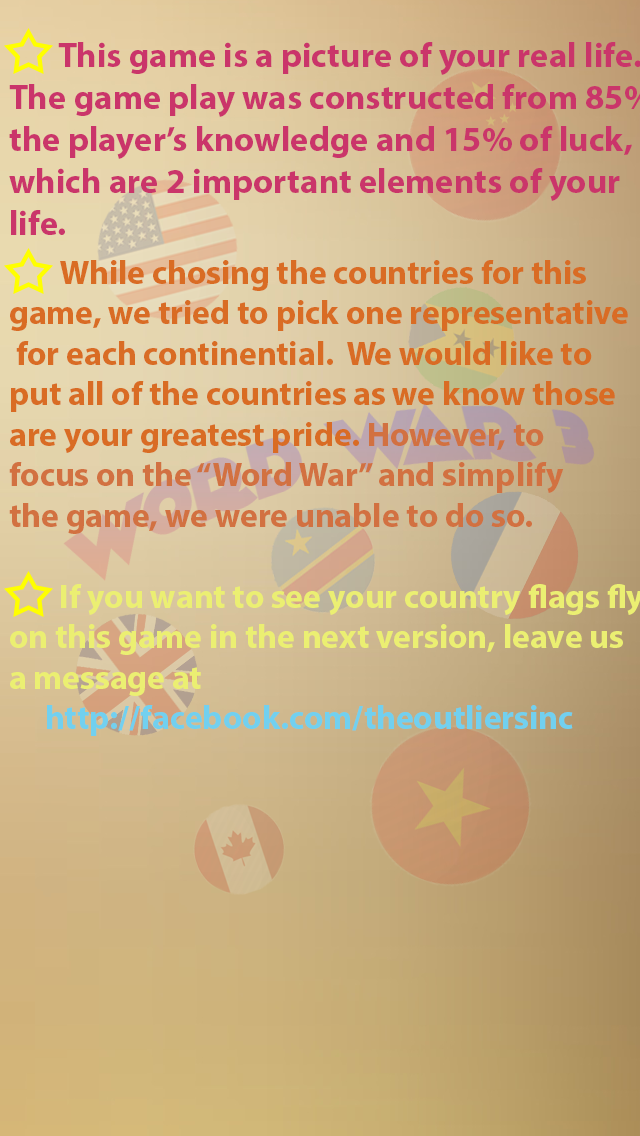 This game is a picture of your real life.
The game play was constructed from 85%
the player’s knowledge and 15% of luck,
which are 2 important elements of your
life.
While chosing the countries for this
game, we tried to pick one representative
for each continential. We would like to
put all of the countries as we know those
are your greatest pride. However, to
focus on the “Word War” and simplify
the game, we were unable to do so.
WORD WAR 3
If you want to see your country flags fly
on this game in the next version, leave us
a message at
http://facebook.com/theoutliersinc